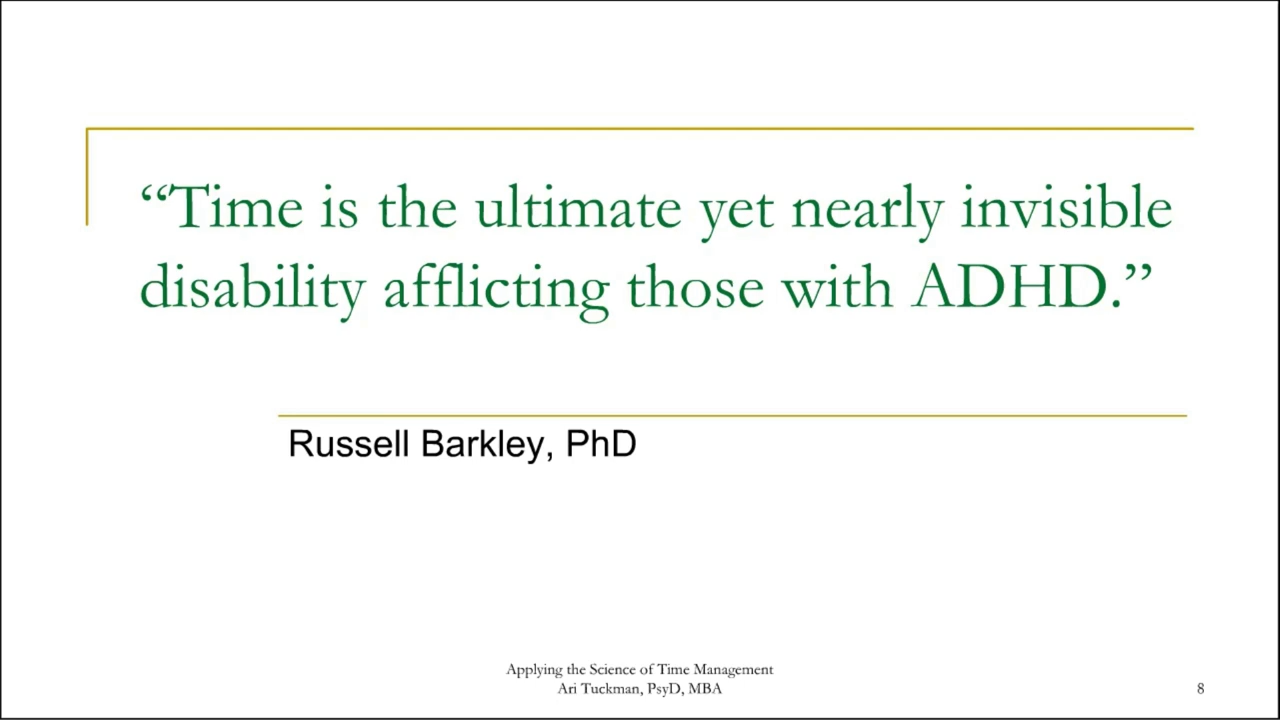 “Time is the ultimate yet nearly invisible
disability afflicting those with ADHD.”
Russell Barkley, PhD
Applying the Science of Time Management
Ari Tuckman, PsyD, MBA
8